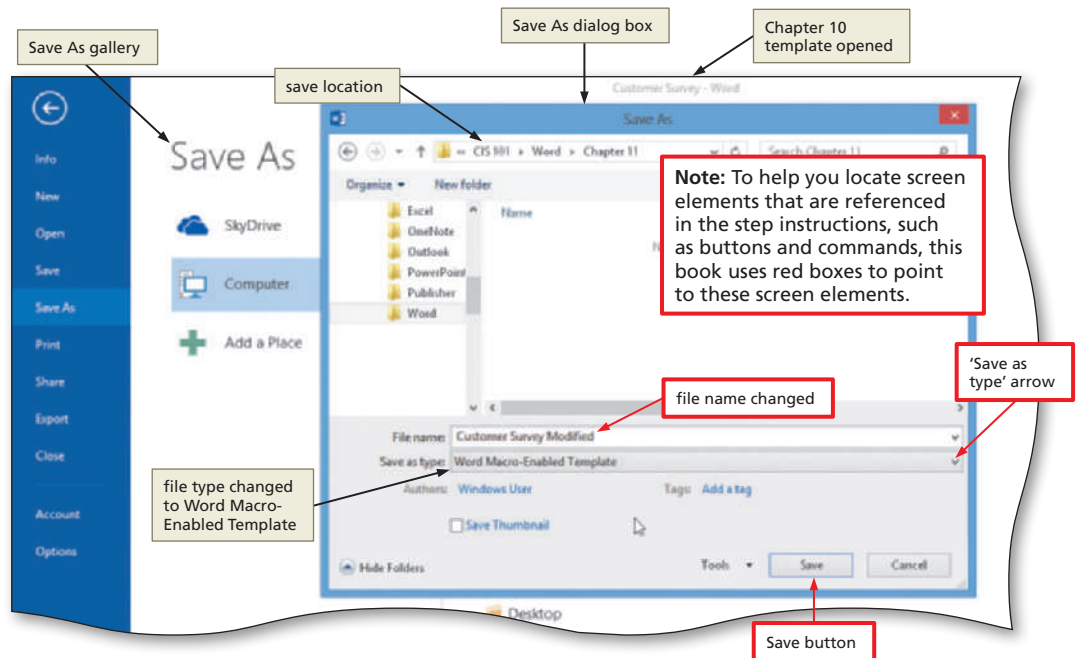 Save As gallery
Save As dialog box
Chapter 10
template opened
save location
Customer Survey - Word
Save As
Info
New
Open
Save
Save As
Print
Share
Export
Close
Account
Options
Save As
SkyDrive
Computer
Add a Place
« CIS 101 ▸ Word ▸ Chapter 11
Search Chapter 11
Organize
New folder
Excel
OneNote
Outlook
PowerPoint
Publisher
Word
Name
Note: To help you locate screen
elements that are referenced
in the step instructions, such
as buttons and commands, this
book uses red boxes to point
to these screen elements.
'Save as
type' arrow
file name changed
File name: Customer Survey Modified
Save as type: Word Macro-Enabled Template
Authors: Windows User
Tags: Add a tag
file type changed
to Word Macro-
Enabled Template
Save Thumbnail
Hide Folders
Tools
Save
Cancel
Desktop
Save button